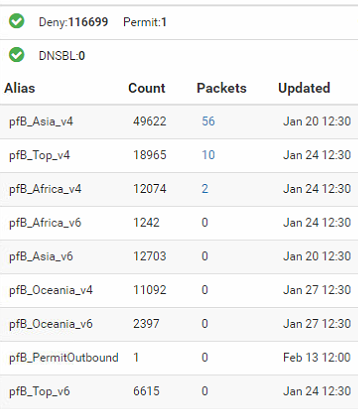 Deny:116699 Permit:1
DNSBL:0
Alias Count Packets Updated
pfB_Asia_v4 49622 56 Jan 20 12:30
pfB_Top_v4 18965 10 Jan 24 12:30
pfB_Africa_v4 12074 2 Jan 24 12:30
pfB_Africa_v6 1242 0 Jan 24 12:30
pfB_Asia_v6 12703 0 Jan 20 12:30
pfB_Oceania_v4 11092 0 Jan 27 12:30
pfB_Oceania_v6 2397 0 Jan 27 12:30
pfB_PermitOutbound 1 0 Feb 13 12:00
pfB_Top_v6 6615 0 Jan 24 12:30